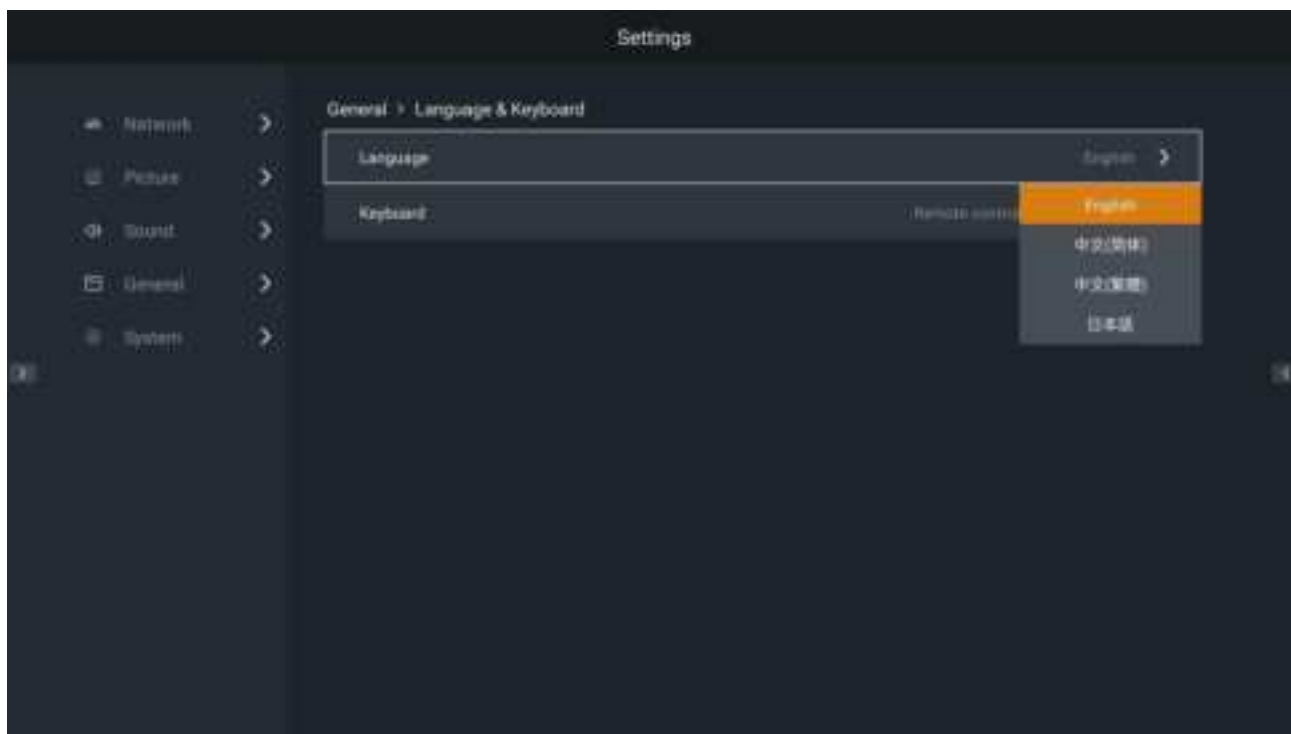 Settings
Network
Picture
Sound
General
System
General > Language & Keyboard
Language English
Keyboard Remote
English
中文(简体)
中文(繁體)
日本語